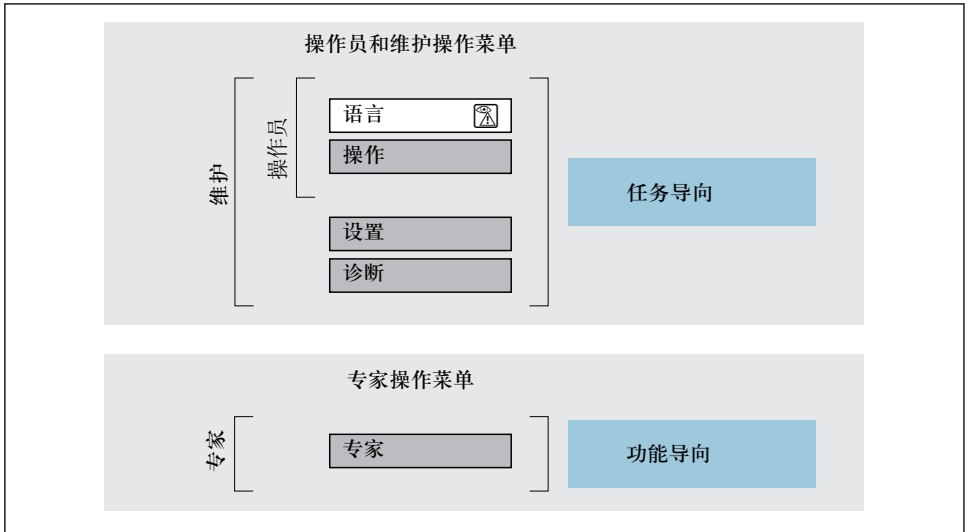 操作员和维护操作菜单
维护
操作员
语言
操作
设置
诊断
任务导向
专家操作菜单
专家
专家
功能导向